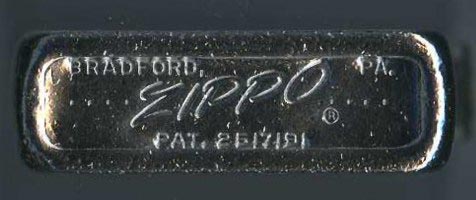 BRADFORD, PA.
.... ZIPPO ® ....
PAT. 2517191